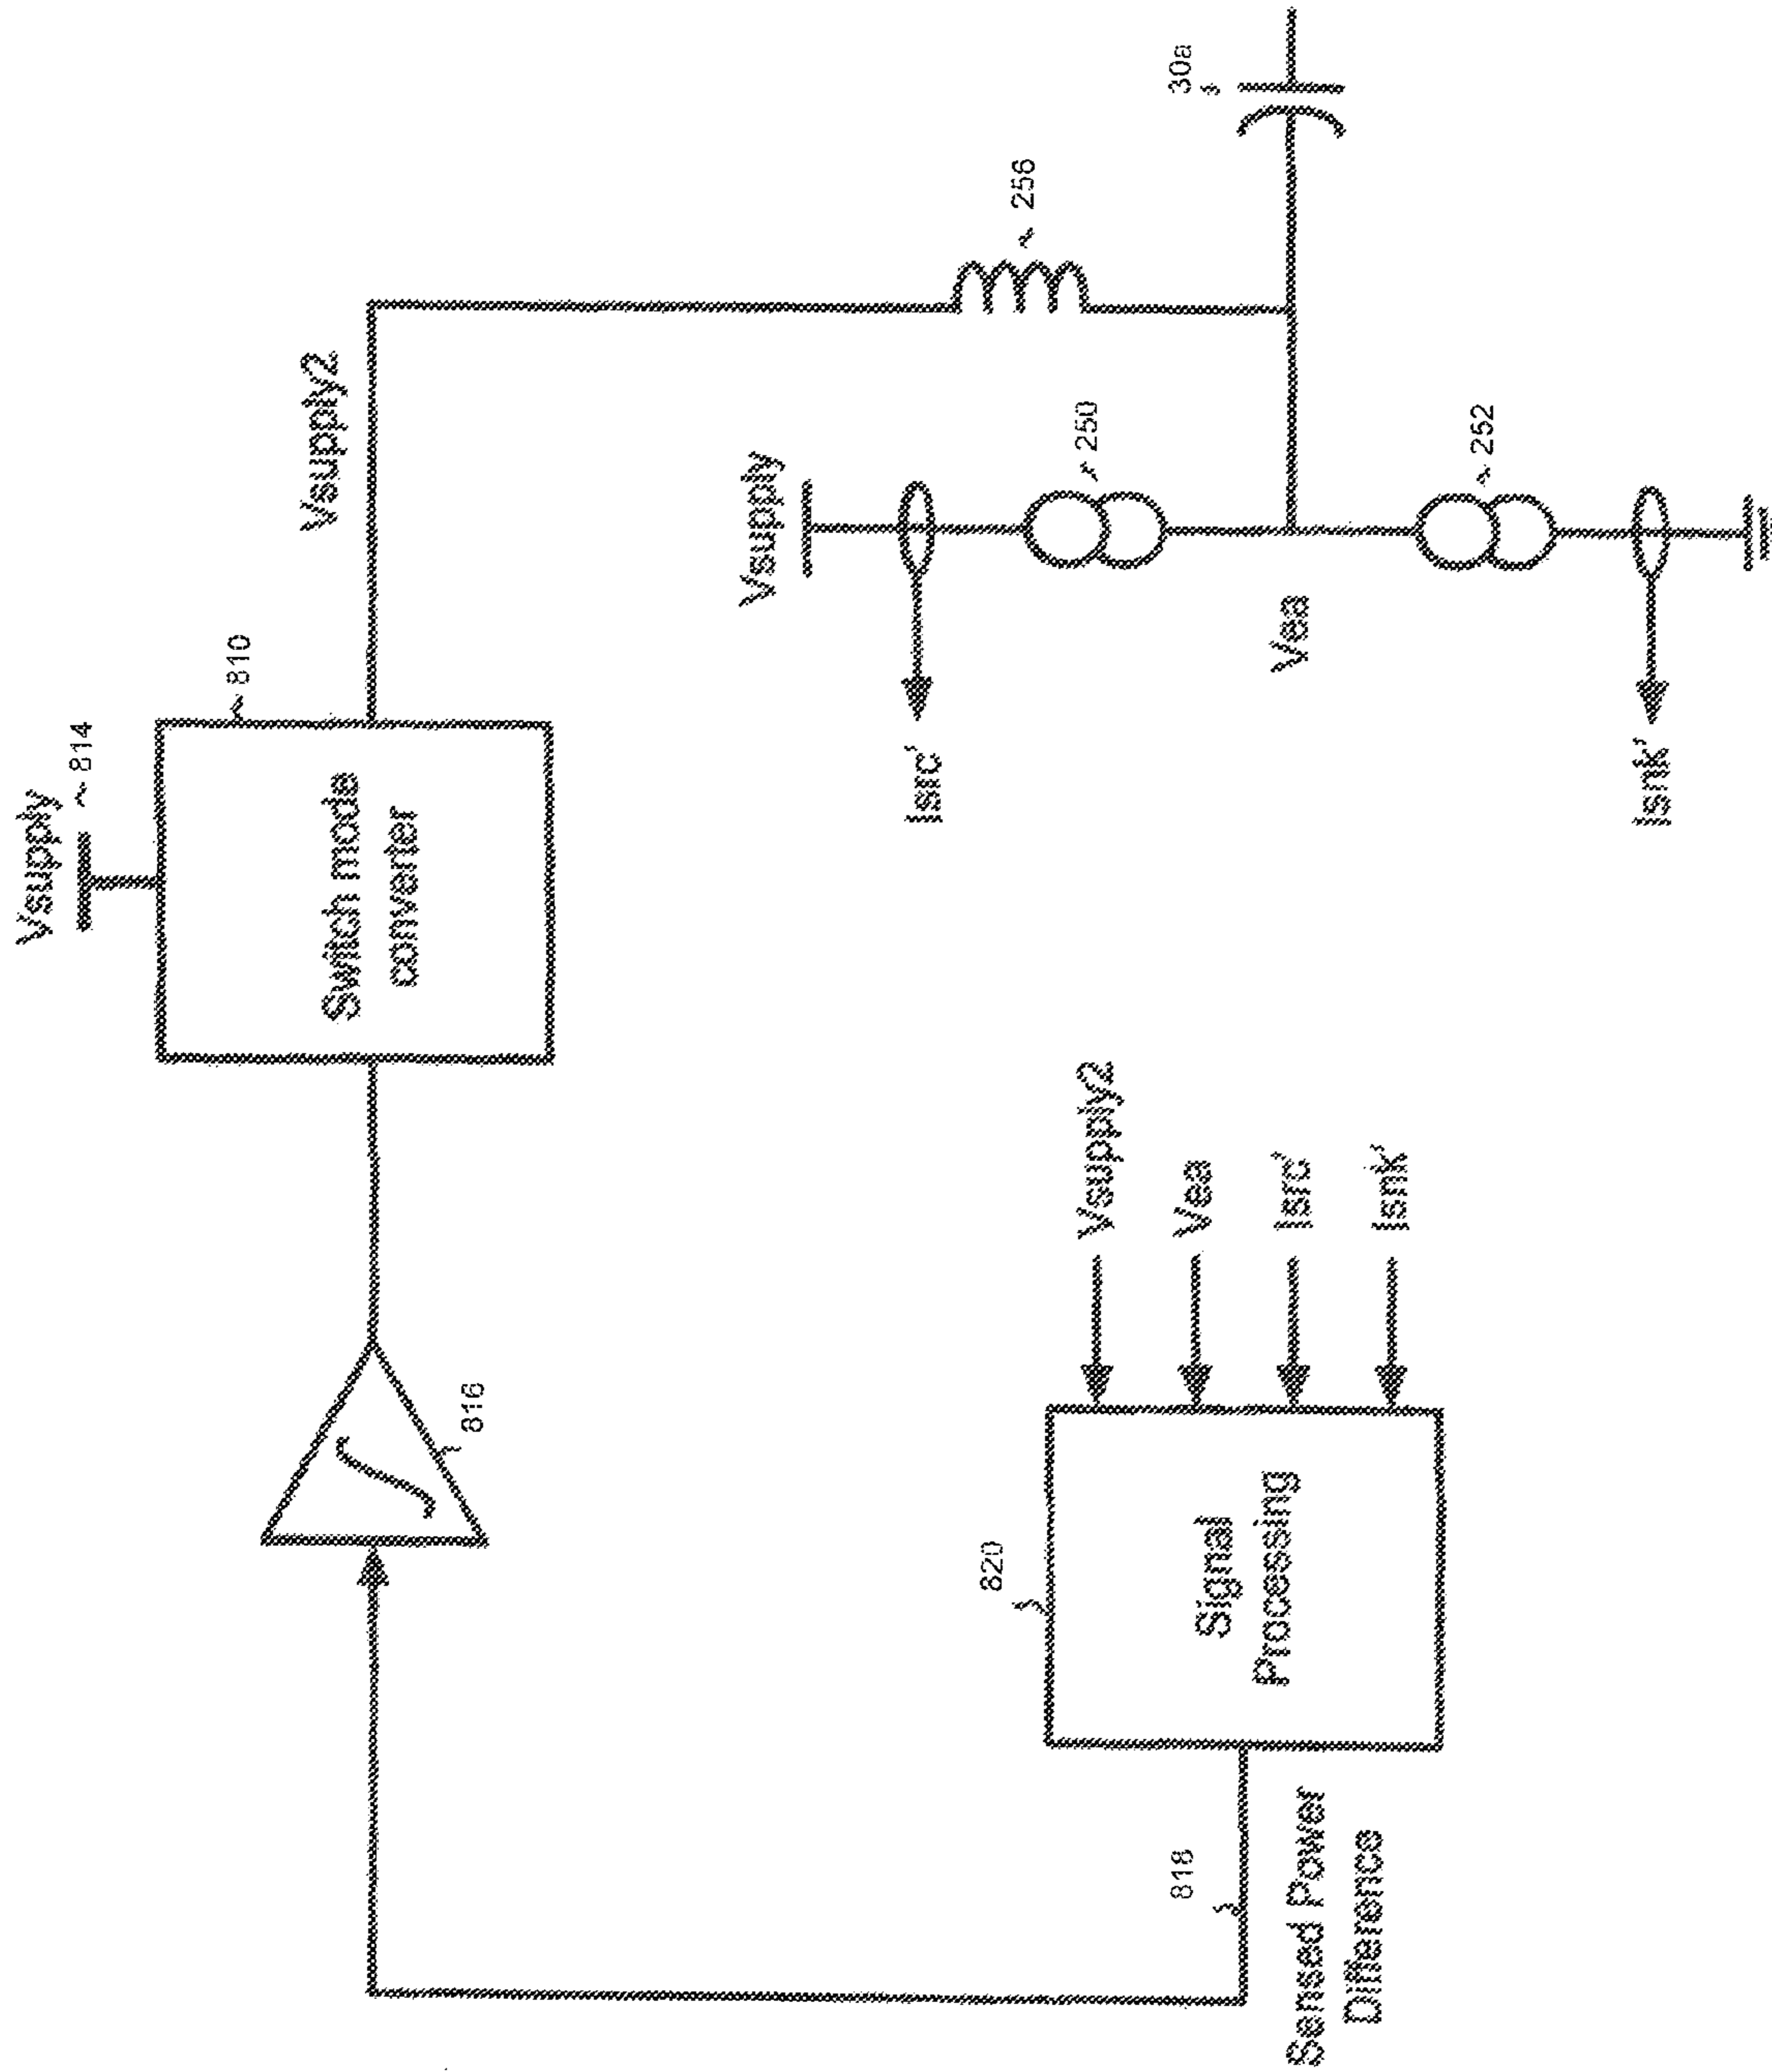 Vsupply
814
Switch mode
converter
810
Vsupply2
816
256
30a
Vsupply
250
Isrc'
Vea
252
Isnk'
820
Signal
Processing
Vsupply2
Vea
Isrc'
Isnk'
818
Sensed Power
Difference